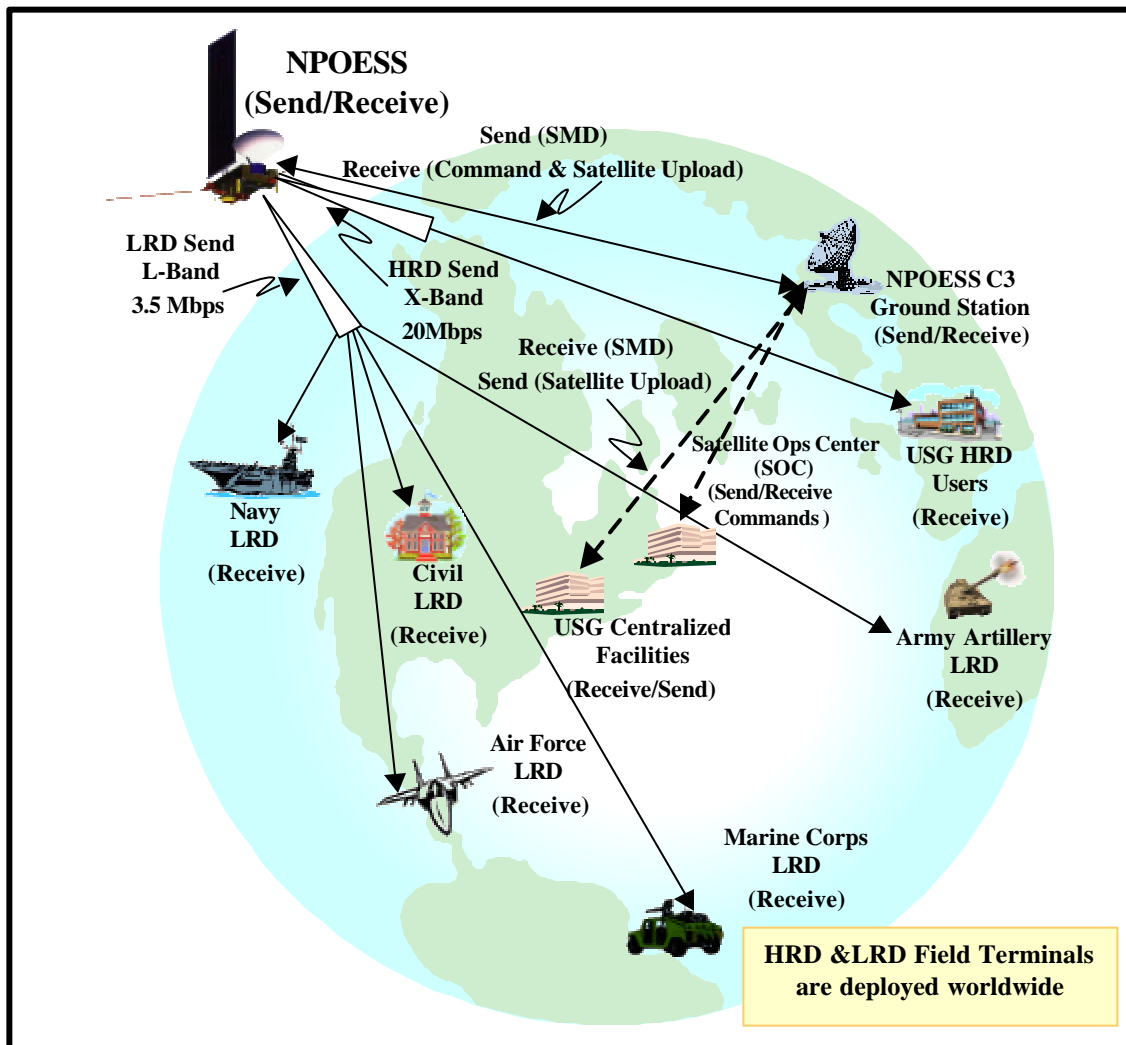 NPOESS
(Send/Receive)
Send (SMD)
Receive (Command & Satellite Upload)
LRD Send
L-Band
3.5 Mbps
HRD Send
X-Band
20Mbps
NPOESS C3
Ground Station
(Send/Receive)
Receive (SMD)
Send (Satellite Upload)
Satellite Ops Center
(SOC)
(Send/Receive
Commands )
USG HRD
Users
(Receive)
Navy
LRD
(Receive)
Civil
LRD
(Receive)
USG Centralized
Facilities
(Receive/Send)
Army Artillery
LRD
(Receive)
Air Force
LRD
(Receive)
Marine Corps
LRD
(Receive)
HRD &LRD Field Terminals
are deployed worldwide